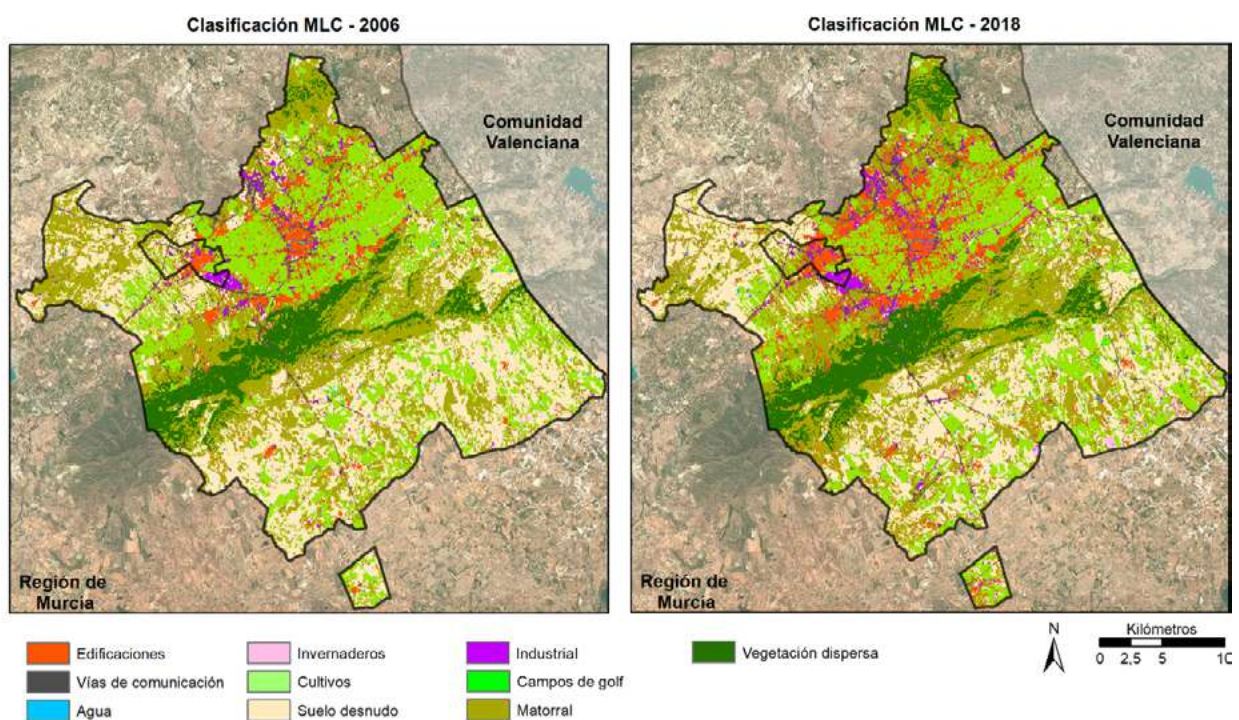 Clasificación MLC - 2006
Clasificación MLC - 2018
Comunidad
Valenciana
Comunidad
Valenciana
Región de
Murcia
Región de
Murcia
Edificaciones
Invernaderos
Industrial
Vegetación dispersa
Vías de comunicación
Cultivos
Campos de golf
Agua
Suelo desnudo
Matorral
N
Kilómetros
0 2,5 5 10